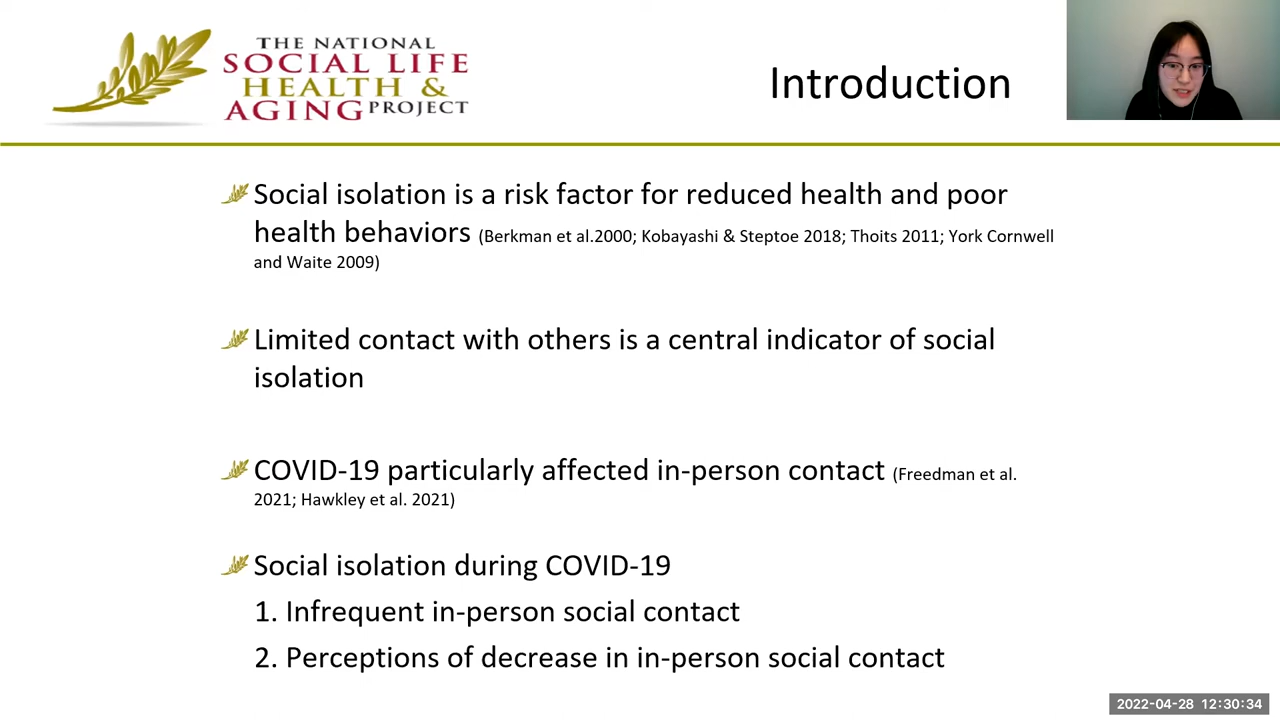 THE NATIONAL
SOCIAL LIFE
HEALTH &
AGING PROJECT
Introduction
Social isolation is a risk factor for reduced health and poor
health behaviors (Berkman et al.2000; Kobayashi & Steptoe 2018; Thoits 2011; York Cornwell
and Waite 2009)
Limited contact with others is a central indicator of social
isolation
COVID-19 particularly affected in-person contact (Freedman et al.
2021; Hawkley et al. 2021)
Social isolation during COVID-19
1. Infrequent in-person social contact
2. Perceptions of decrease in in-person social contact
2022-04-28 12:30:34